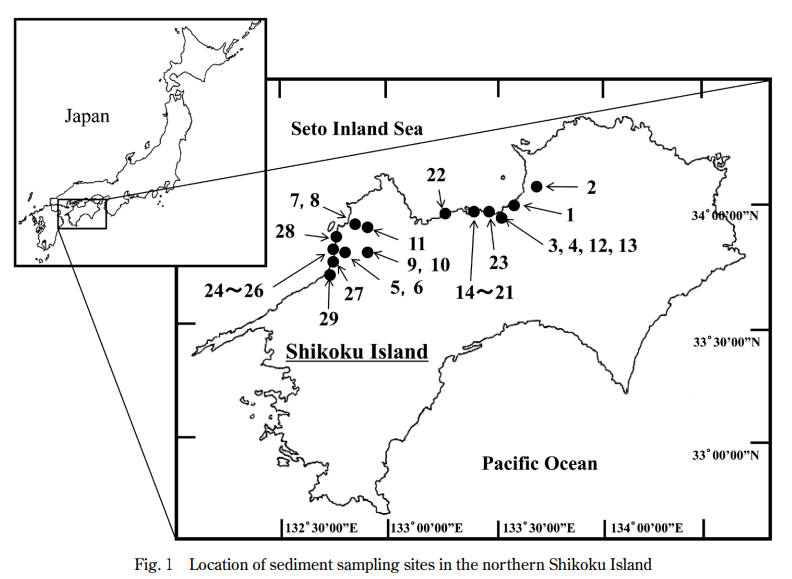 Japan
Seto Inland Sea
22
2
7, 8
1
34°00'00"N
28
11
3, 4, 12, 13
23
9, 10
24～26
5, 6
14～21
27
29
33°30'00"N
Shikoku Island
33°00'00"N
Pacific Ocean
132°30'00"E
133°00'00"E
133°30'00"E
134°00'00"E
Fig. 1 Location of sediment sampling sites in the northern Shikoku Island